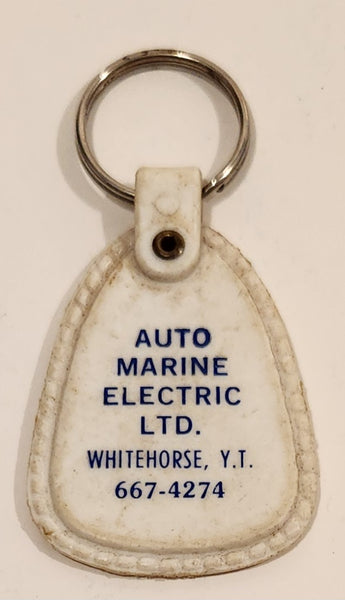 AUTO
MARINE
ELECTRIC
LTD.
WHITEHORSE, Y.T.
667-4274